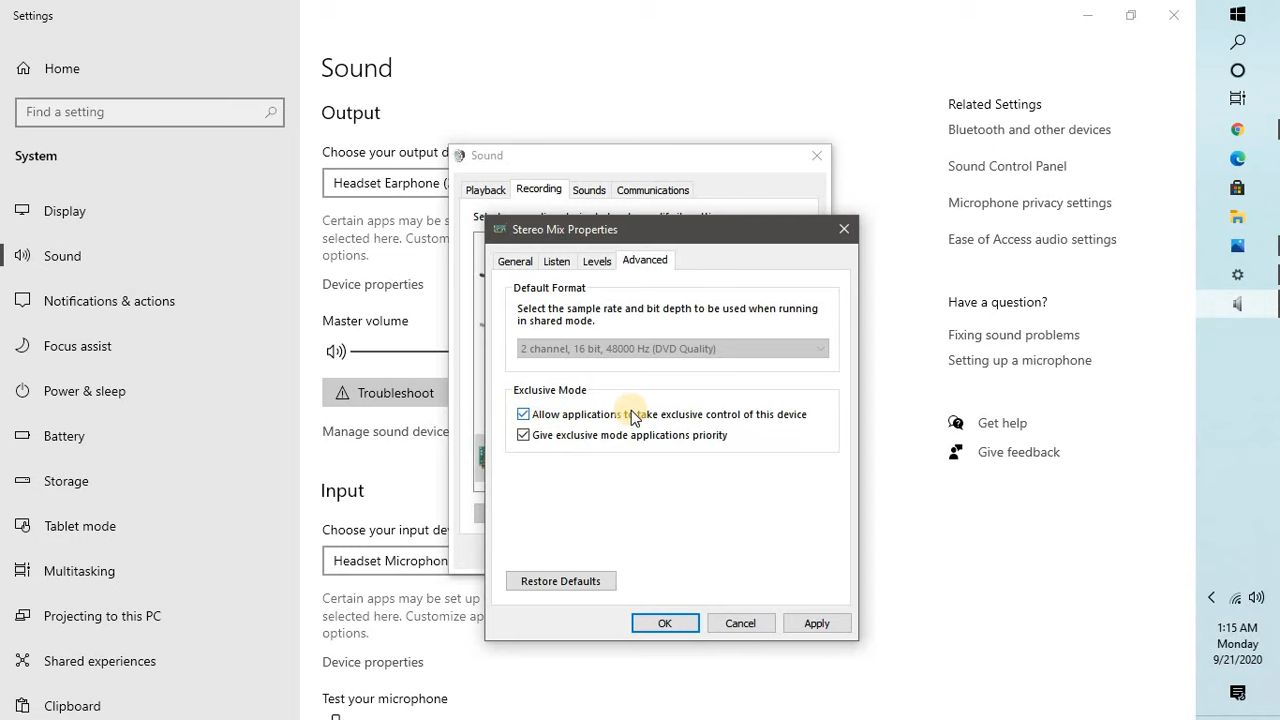 Settings
Home
Find a setting
System
Display
Sound
Notifications & actions
Focus assist
Power & sleep
Battery
Storage
Tablet mode
Multitasking
Projecting to this PC
Shared experiences
Clipboard
Sound
Output
Choose your output d
Headset Earphone (
Certain apps may be s
selected here. Custom
options.
Device properties
Master volume
Troubleshoot
Manage sound device
Input
Choose your input de
Headset Microphon
Certain apps may be set up
selected here. Customize a
options.
Device properties
Test your microphone
Sound
Playback
Recording
Sounds
Communications
Stereo Mix Properties
General
Listen
Levels
Advanced
Default Format
Select the sample rate and bit depth to be used when running
in shared mode.
2 channel, 16 bit, 48000 Hz (DVD Quality)
Exclusive Mode
Allow applications to take exclusive control of this device
Give exclusive mode applications priority
Restore Defaults
OK
Cancel
Apply
Related Settings
Bluetooth and other devices
Sound Control Panel
Microphone privacy settings
Ease of Access audio settings
Have a question?
Fixing sound problems
Setting up a microphone
Get help
Give feedback
1:15 AM
Monday
9/21/2020